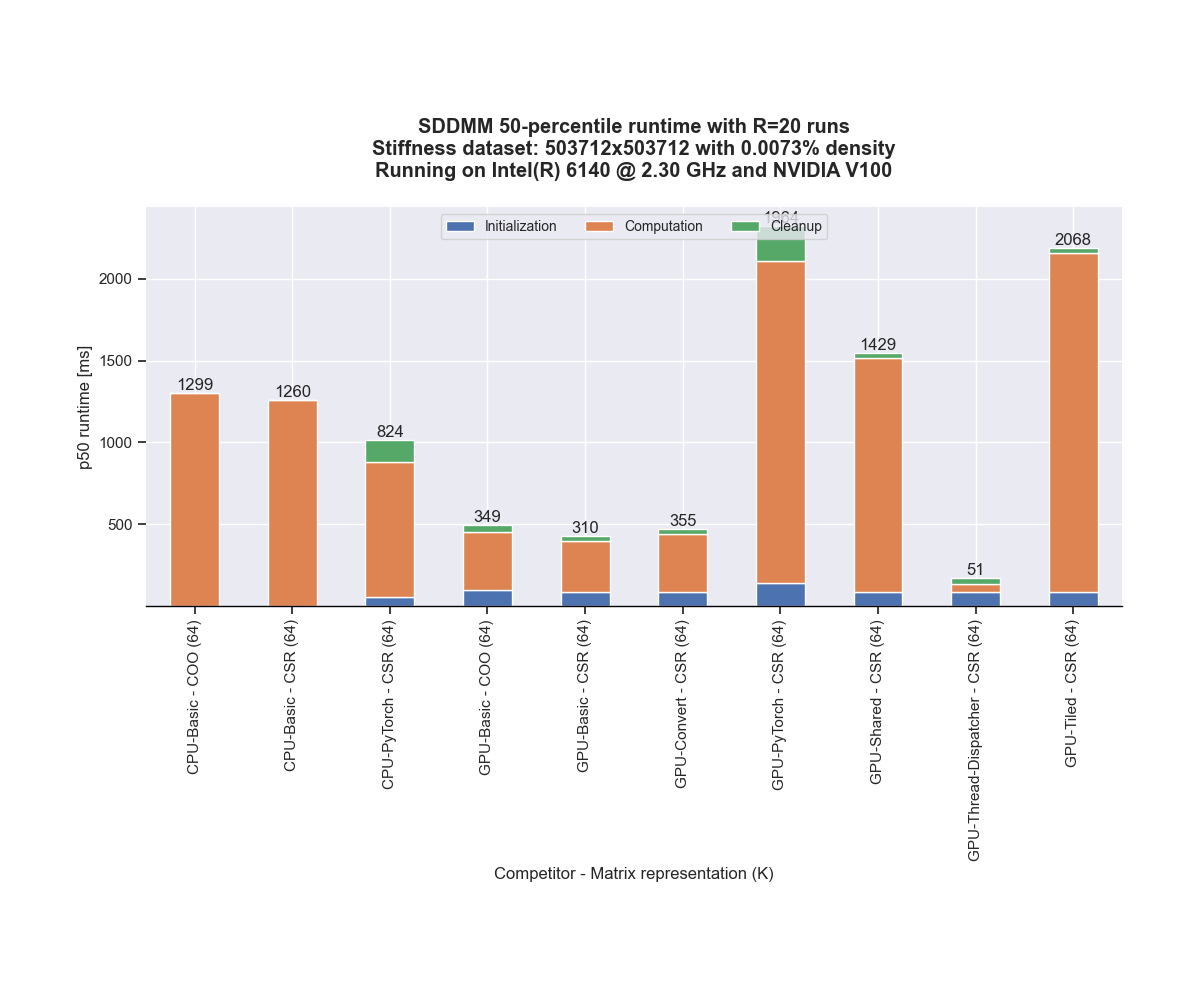 SDDMM 50-percentile runtime with R=20 runs
Stiffness dataset: 503712x503712 with 0.0073% density
Running on Intel(R) 6140 @ 2.30 GHz and NVIDIA V100
Initialization Computation Cleanup
1964
2068
1429
1299
1260
824
349
310
355
51
2000
1500
1000
500
p50 runtime [ms]
CPU-Basic - COO (64)
CPU-Basic - CSR (64)
CPU-PyTorch - CSR (64)
GPU-Basic - COO (64)
GPU-Basic - CSR (64)
GPU-Convert - CSR (64)
GPU-PyTorch - CSR (64)
GPU-Shared - CSR (64)
GPU-Thread-Dispatcher - CSR (64)
GPU-Tiled - CSR (64)
Competitor - Matrix representation (K)